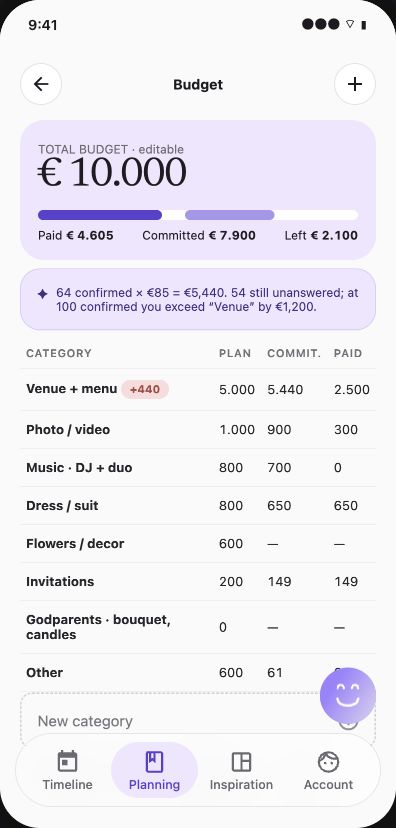 9:41
Budget
TOTAL BUDGET · editable
€ 10.000
Paid € 4.605 Committed € 7.900 Left € 2.100
64 confirmed × €85 = €5,440. 54 still unanswered; at
100 confirmed you exceed “Venue” by €1,200.
CATEGORY PLAN COMMIT. PAID
Venue + menu +440 5.000 5.440 2.500
Photo / video 1.000 900 300
Music · DJ + duo 800 700 0
Dress / suit 800 650 650
Flowers / decor 600 — —
Invitations 200 149 149
Godparents · bouquet,
candles 0 — —
Other 600 61
New category
Timeline Planning Inspiration Account